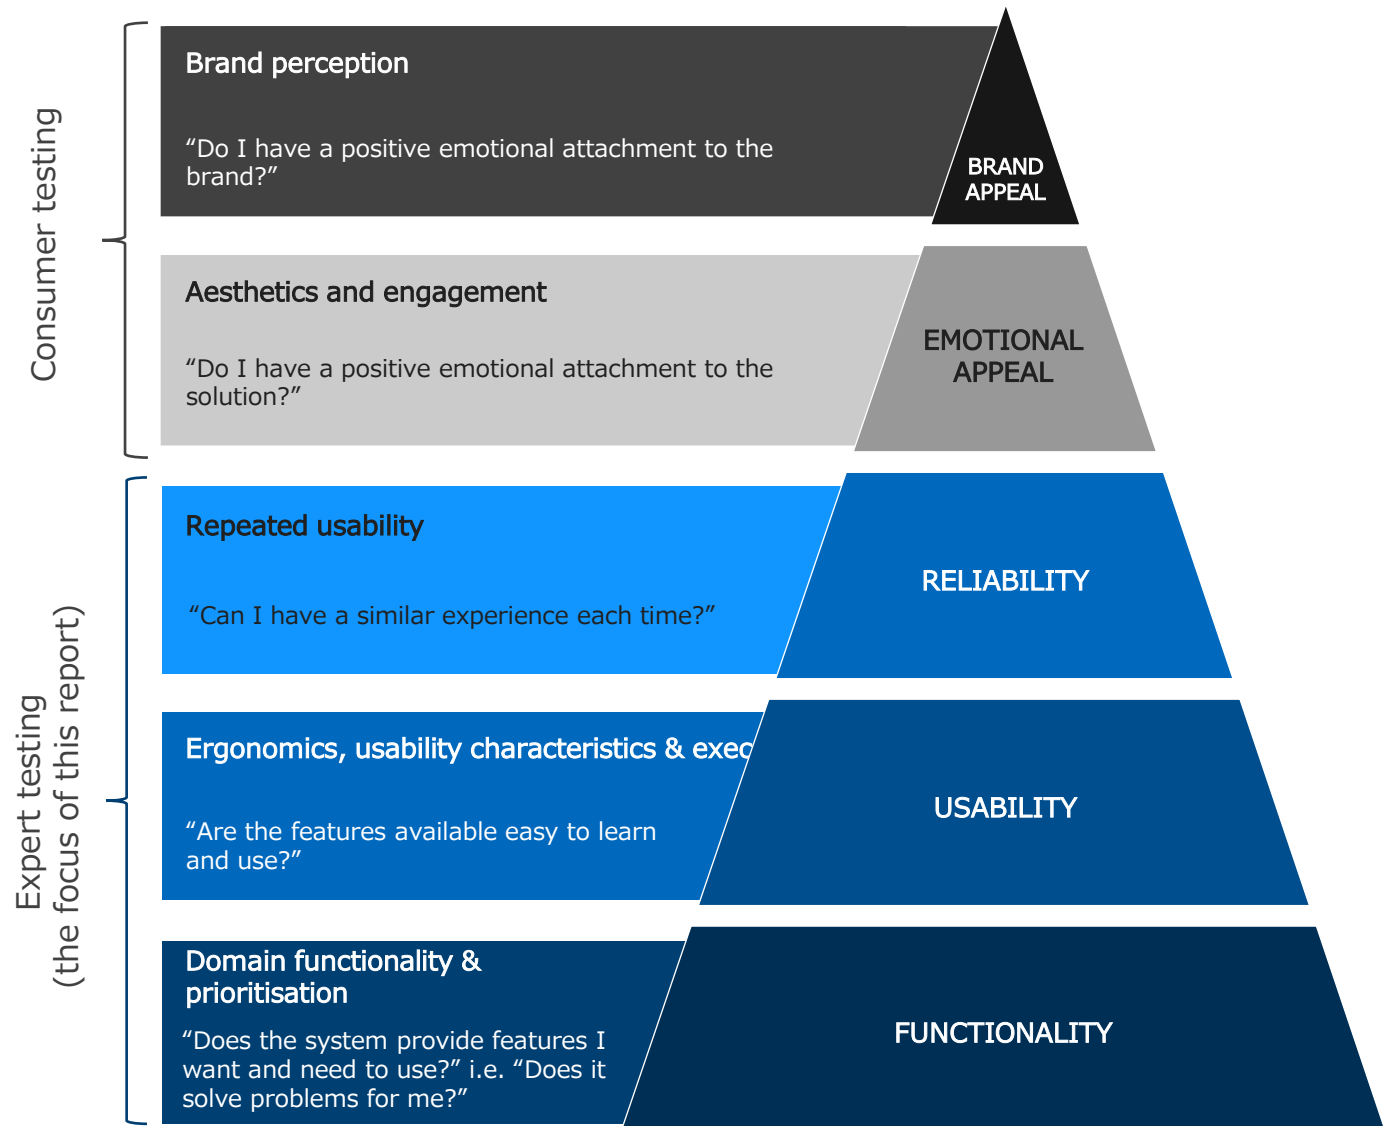 Consumer testing
Brand perception
“Do I have a positive emotional attachment to the
brand?”
BRAND
APPEAL
Aesthetics and engagement
“Do I have a positive emotional attachment to the
solution?”
EMOTIONAL
APPEAL
Expert testing
(the focus of this report)
Repeated usability
“Can I have a similar experience each time?”
RELIABILITY
Ergonomics, usability characteristics & exec
“Are the features available easy to learn
and use?”
USABILITY
Domain functionality &
prioritisation
“Does the system provide features I
want and need to use?” i.e. “Does it
solve problems for me?”
FUNCTIONALITY